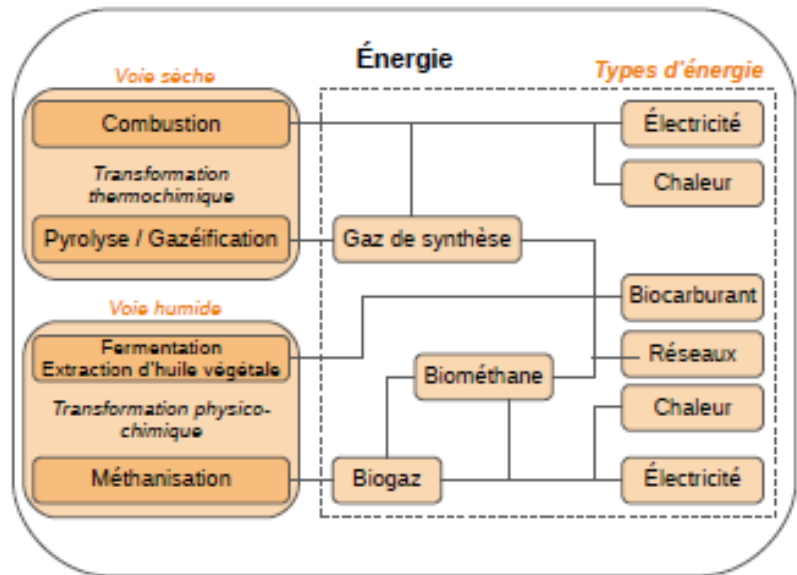 Énergie
Voie sèche
Types d'énergie
Combustion
Électricité
Transformation
thermochimique
Chaleur
Pyrolyse / Gazéification
Gaz de synthèse
Voie humide
Biocarburant
Fermentation
Extraction d'huile végétale
Réseaux
Biométhane
Transformation physico-
chimique
Chaleur
Méthanisation
Biogaz
Électricité